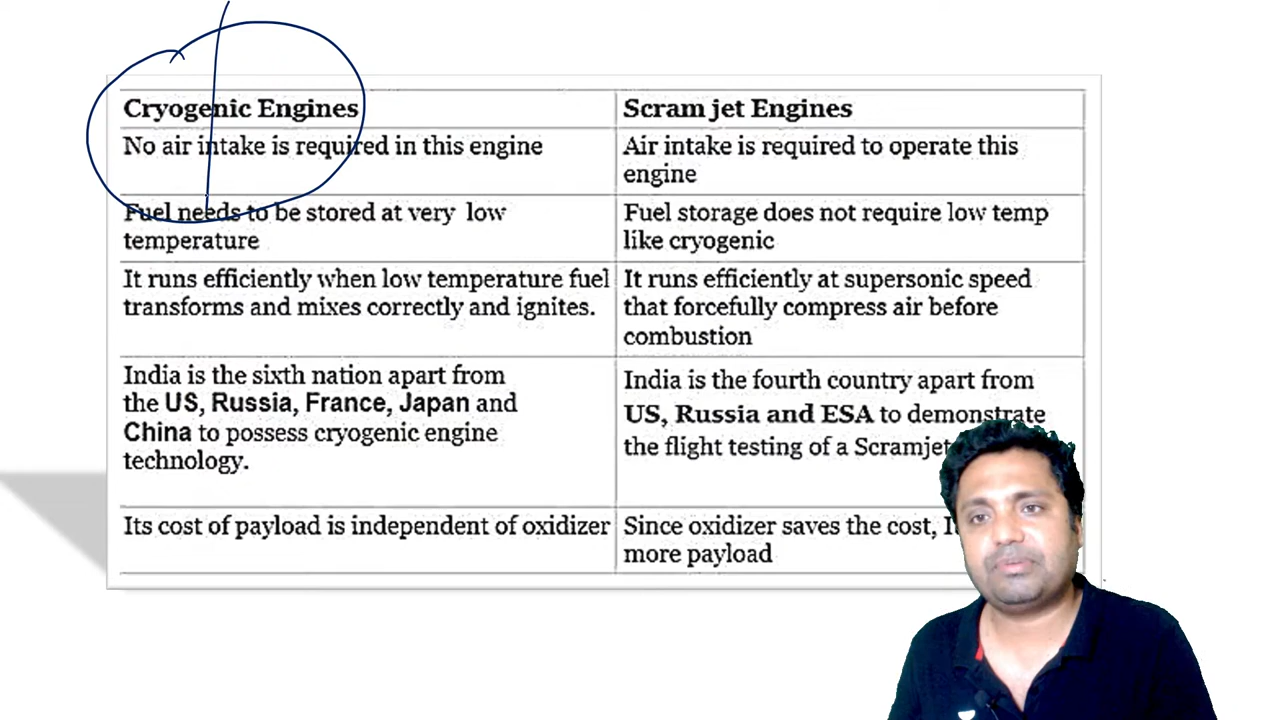 Cryogenic Engines
Scram jet Engines
No air intake is required in this engine
Air intake is required to operate this
engine
Fuel needs to be stored at very low
temperature
Fuel storage does not require low temp
like cryogenic
It runs efficiently when low temperature fuel
transforms and mixes correctly and ignites.
It runs efficiently at supersonic speed
that forcefully compress air before
combustion
India is the sixth nation apart from
the US, Russia, France, Japan and
China to possess cryogenic engine
technology.
India is the fourth country apart from
US, Russia and ESA to demonstrate
the flight testing of a Scramjet
Its cost of payload is independent of oxidizer
Since oxidizer saves the cost,
more payload